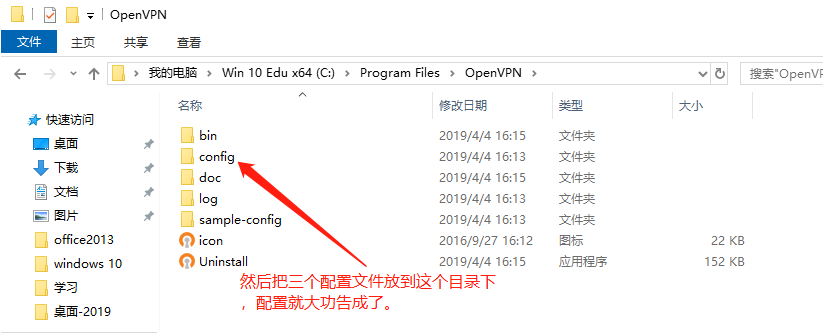 OpenVPN
文件 主页 共享 查看
我的电脑 > Win 10 Edu x64 (C:) > Program Files > OpenVPN >
搜索"OpenVP
名称 修改日期 类型 大小
快速访问
桌面
下载
文档
图片
office2013
windows 10
学习
桌面-2019
bin 2019/4/4 16:15 文件夹
config 2019/4/4 16:13 文件夹
doc 2019/4/4 16:15 文件夹
log 2019/4/4 16:13 文件夹
sample-config 2019/4/4 16:13 文件夹
icon 2016/9/27 16:12 图标 22 KB
Uninstall 2019/4/4 16:15 应用程序 152 KB
然后把三个配置文件放到这个目录下
，配置就大功告成了。